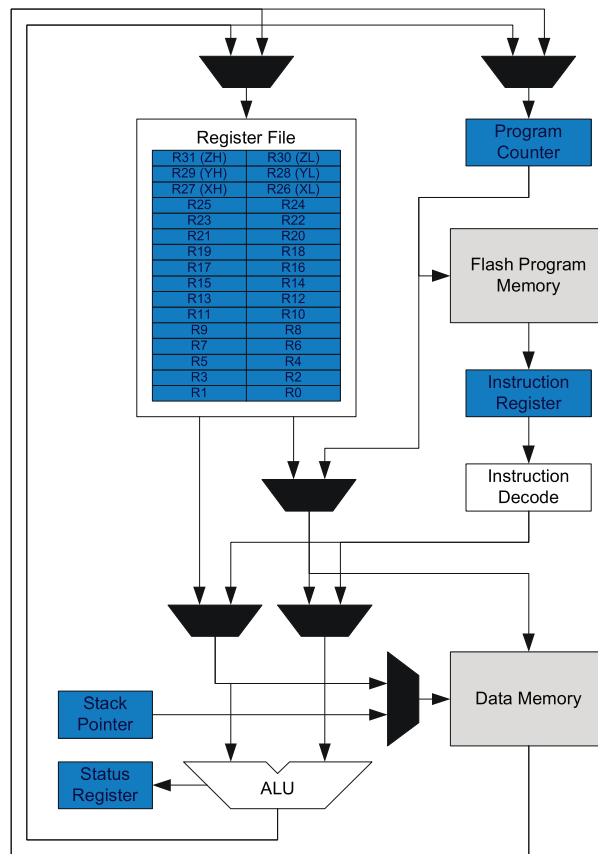 Register File
R31 (ZH) R30 (ZL)
R29 (YH) R28 (YL)
R27 (XH) R26 (XL)
R25 R24
R23 R22
R21 R20
R19 R18
R17 R16
R15 R14
R13 R12
R11 R10
R9 R8
R7 R6
R5 R4
R3 R2
R1 R0
Program
Counter
Flash Program
Memory
Instruction
Register
Instruction
Decode
Stack
Pointer
Data Memory
Status
Register
ALU